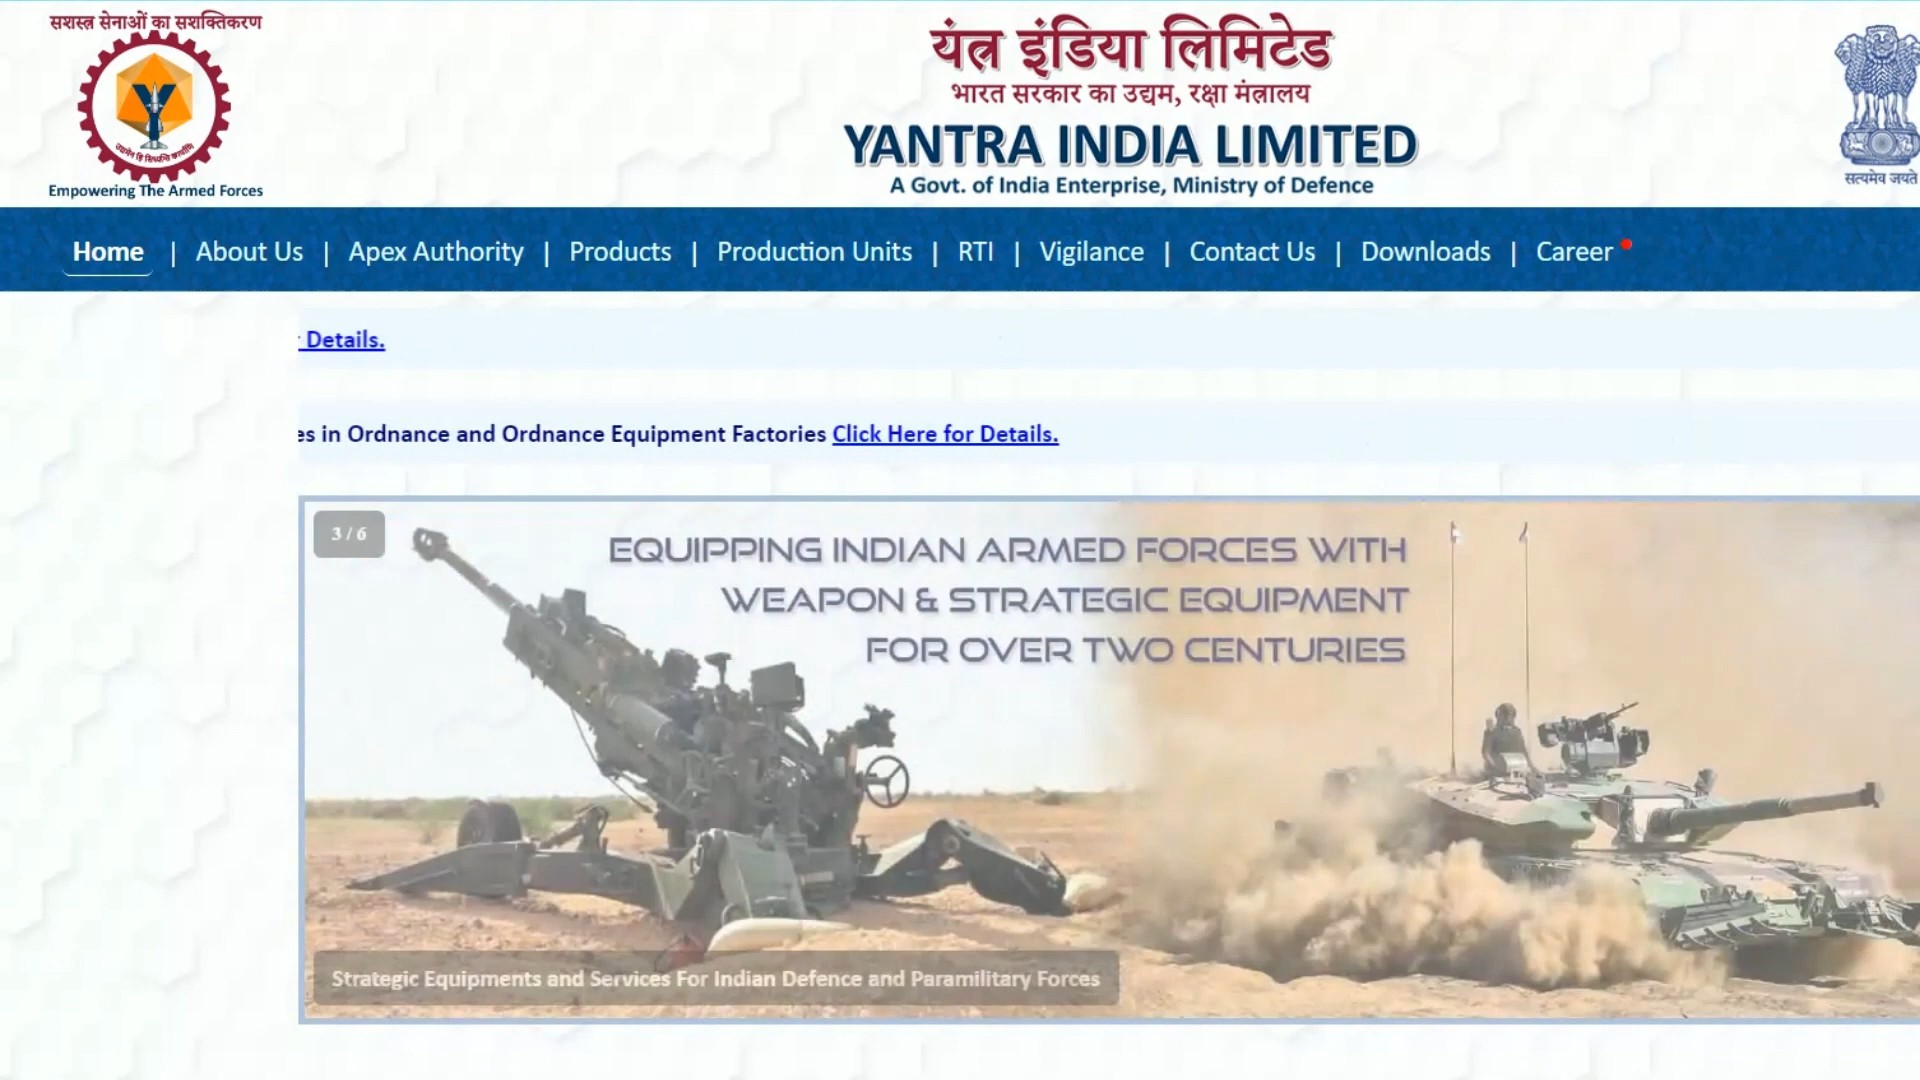 सशस्त्र सेनाओं का सशक्तिकरण
Empowering The Armed Forces
यंत्र इंडिया लिमिटेड
भारत सरकार का उद्यम, रक्षा मंत्रालय
YANTRA INDIA LIMITED
A Govt. of India Enterprise, Ministry of Defence
सत्यमेव जयते
Home | About Us | Apex Authority | Products | Production Units | RTI | Vigilance | Contact Us | Downloads | Career
Details.
es in Ordnance and Ordnance Equipment Factories Click Here for Details.
3 / 6
EQUIPPING INDIAN ARMED FORCES WITH
WEAPON & STRATEGIC EQUIPMENT
FOR OVER TWO CENTURIES
Strategic Equipments and Services For Indian Defence and Paramilitary Forces